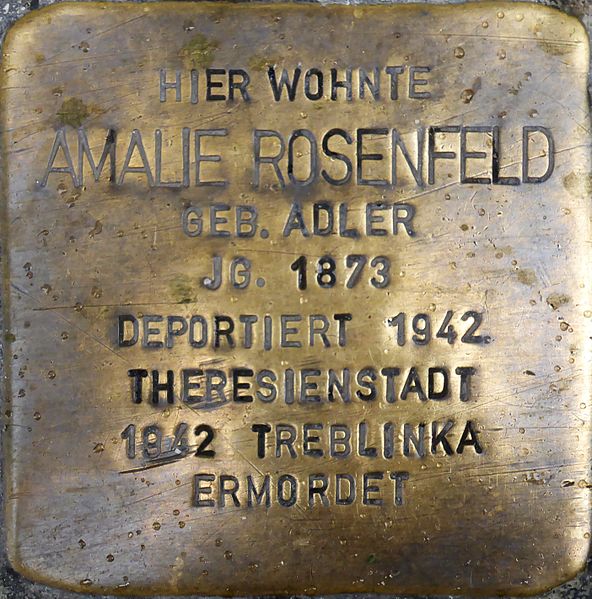 HIER WOHNTE
AMALIE ROSENFELD
GEB. ADLER
JG. 1873
DEPORTIERT 1942
THERESIENSTADT
1942 TREBLINKA
ERMORDET